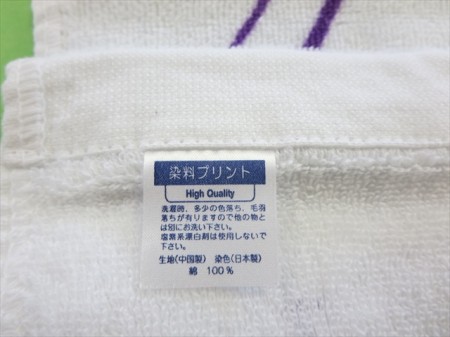 染料プリント
High Quality
洗濯時、多少の色落ち、毛羽
落ちが有りますので他の物と
は別にお洗い下さい。
塩素系漂白剤は使用しないで
下さい。
生地(中国製) 染色(日本製)
綿 100%